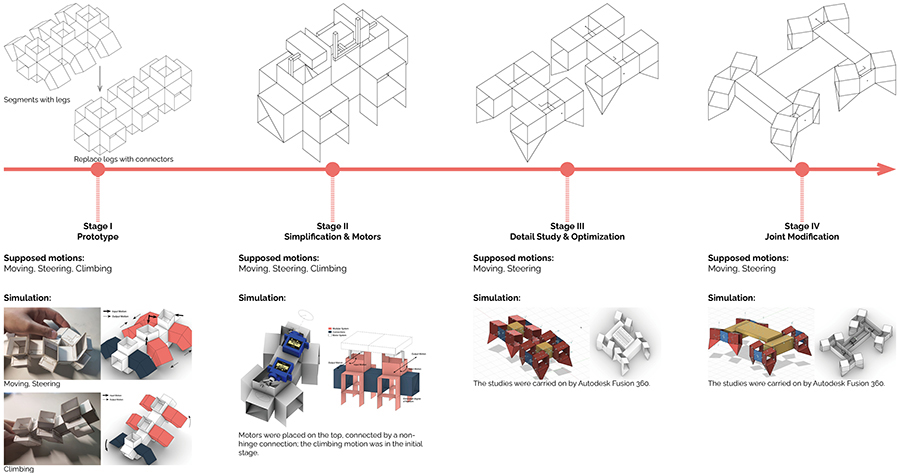 Segments with legs
Replace legs with connectors
Stage I
Prototype
Supposed motions:
Moving, Steering, Climbing
Simulation:
Input Motion
Output Motion
Moving, Steering
Input Motion
Output Motion
Climbing
Stage II
Simplification & Motors
Supposed motions:
Moving, Steering, Climbing
Simulation:
Motors were placed on the top, connected by a non-
hinge connection; the climbing motion was in the initial
stage.
Stage III
Detail Study & Optimization
Supposed motions:
Moving, Steering
Simulation:
The studies were carried on by Autodesk Fusion 360.
Stage IV
Joint Modification
Supposed motions:
Moving, Steering
Simulation:
The studies were carried on by Autodesk Fusion 360.